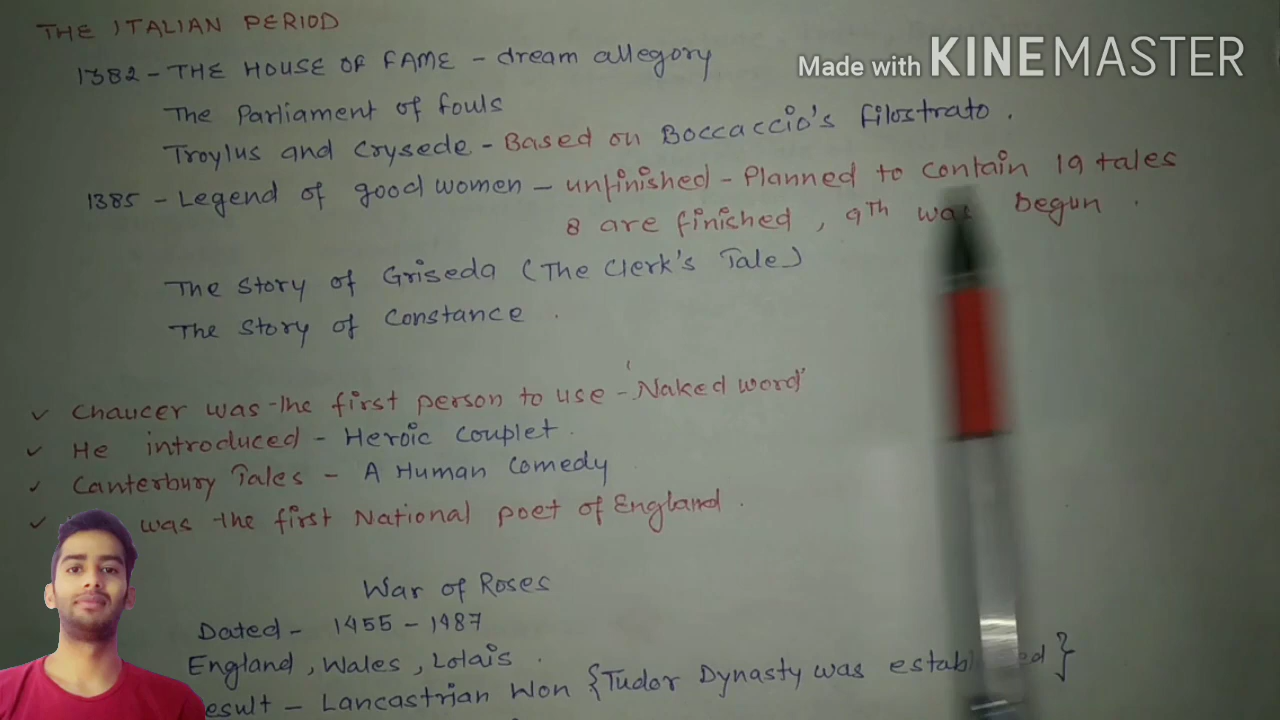 THE ITALIAN PERIOD
Made with KINEMASTER
1382 - THE HOUSE OF FAME - dream allegory
The Parliament of fouls
Troylus and Crysede - Based on Boccaccio's filostrato.
1385 - Legend of good women - unfinished - Planned to contain 19 tales
8 are finished, 9th was begun.
The Story of Griseda (The Clerk's Tale)
The Story of Constance.
✓ Chaucer was the first person to use - 'Naked word'
✓ He introduced - Heroic Couplet.
✓ Canterbury Tales - A Human Comedy
✓ was the first National poet of England.
War of Roses
Dated - 1455 - 1487
England, Wales, Lolais.
esult - Lancastrian Won {Tudor Dynasty was establ ed}